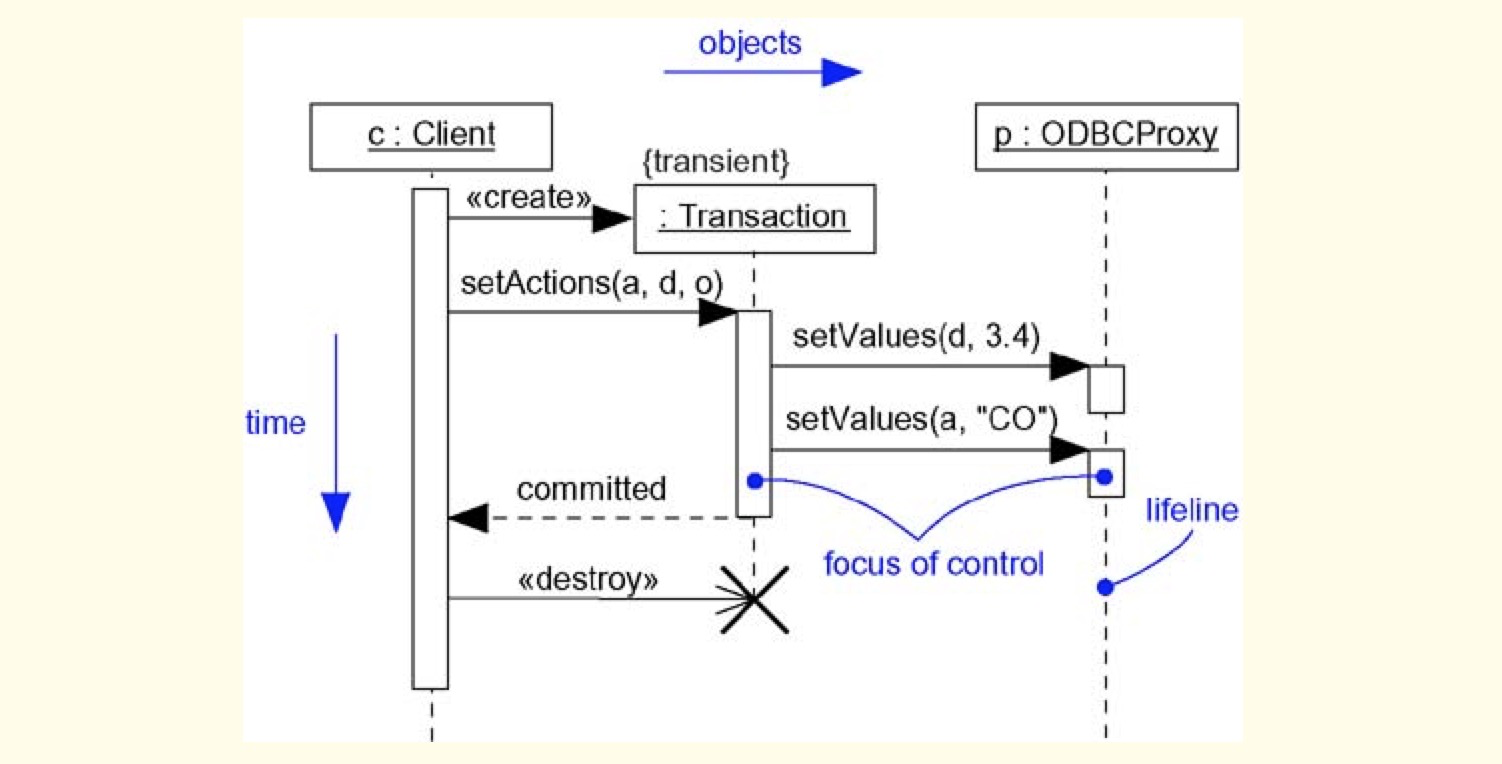 objects
c : Client
p : ODBCProxy
{transient}
«create»
: Transaction
setActions(a, d, o)
setValues(d, 3.4)
time
setValues(a, "CO")
committed
lifeline
focus of control
«destroy»